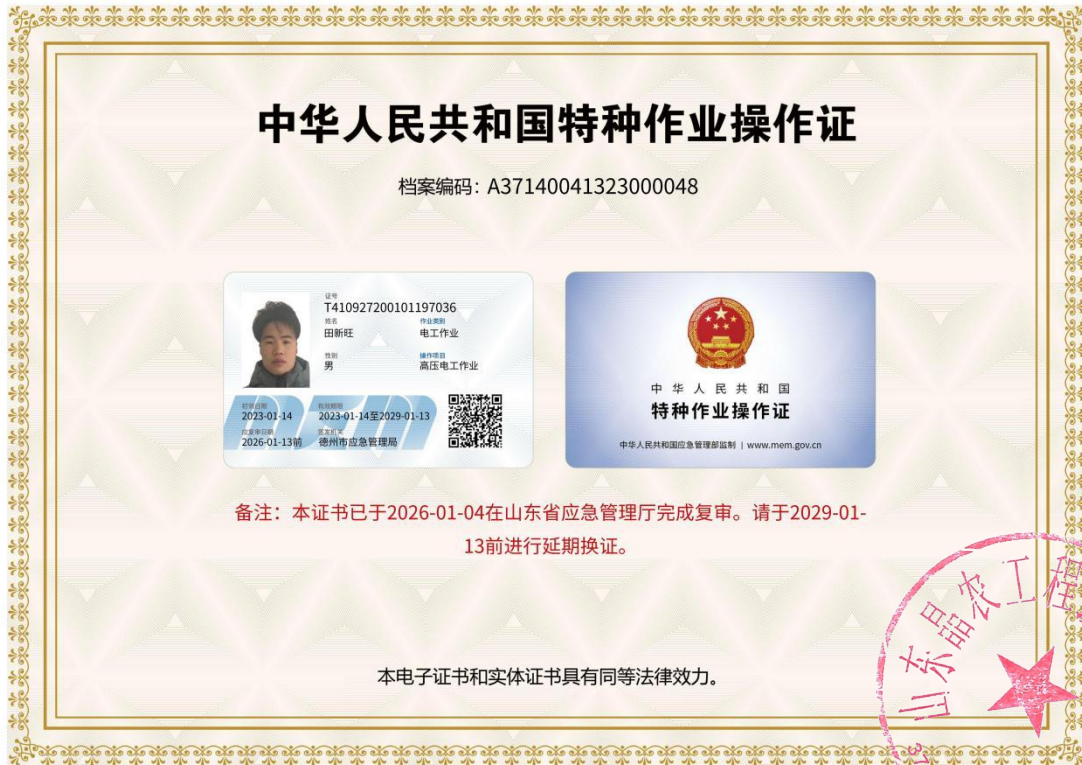 中华人民共和国特种作业操作证
档案编码：A37140041323000048
证号
T410927200101197036
姓名
作业类别
田新旺
电工作业
性别
操作项目
男
高压电工作业
初领日期
有效期限
2023-01-14
2023-01-14至2029-01-13
应复审日期
签发机关
2026-01-13前
德州市应急管理局
中华人民共和国
特种作业操作证
中华人民共和国应急管理部监制 | www.mem.gov.cn
备注：本证书已于2026-01-04在山东省应急管理厅完成复审。请于2029-01-
13前进行延期换证。
本电子证书和实体证书具有同等法律效力。
山东晶农工程
37